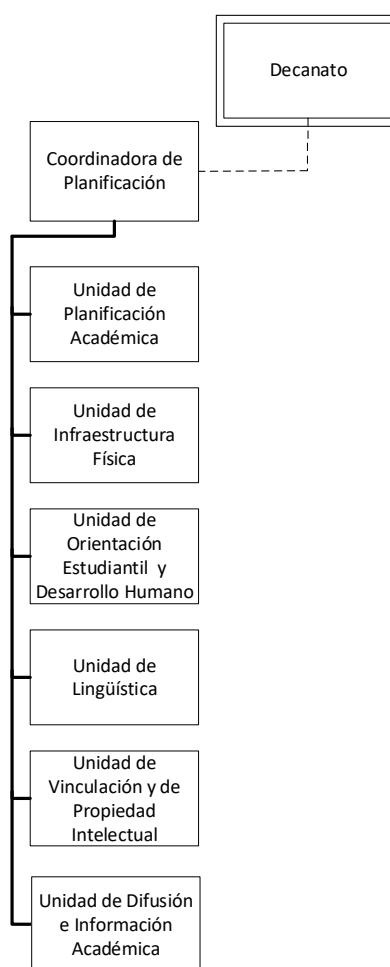 Decanato
Coordinadora de
Planificación
Unidad de
Planificación
Académica
Unidad de
Infraestructura
Física
Unidad de
Orientación
Estudiantil y
Desarrollo Humano
Unidad de
Lingüística
Unidad de
Vinculación y de
Propiedad
Intelectual
Unidad de Difusión
e Información
Académica